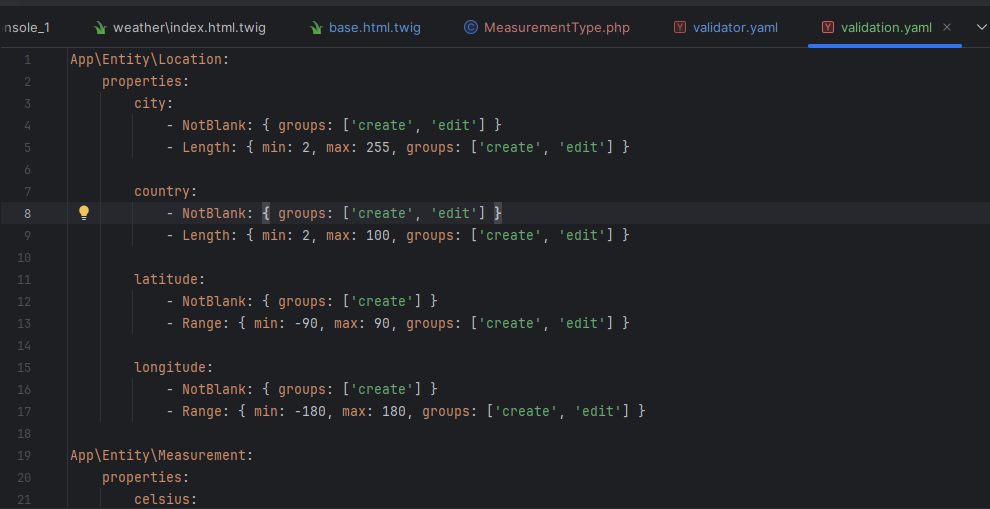 nsole_1 weather\index.html.twig base.html.twig MeasurementType.php validator.yaml validation.yaml
1 App\Entity\Location:
2 properties:
3 city:
4 - NotBlank: { groups: ['create', 'edit'] }
5 - Length: { min: 2, max: 255, groups: ['create', 'edit'] }
6
7 country:
8 - NotBlank: { groups: ['create', 'edit'] }
9 - Length: { min: 2, max: 100, groups: ['create', 'edit'] }
10
11 latitude:
12 - NotBlank: { groups: ['create'] }
13 - Range: { min: -90, max: 90, groups: ['create', 'edit'] }
14
15 longitude:
16 - NotBlank: { groups: ['create'] }
17 - Range: { min: -180, max: 180, groups: ['create', 'edit'] }
18
19 App\Entity\Measurement:
20 properties:
21 celsius: